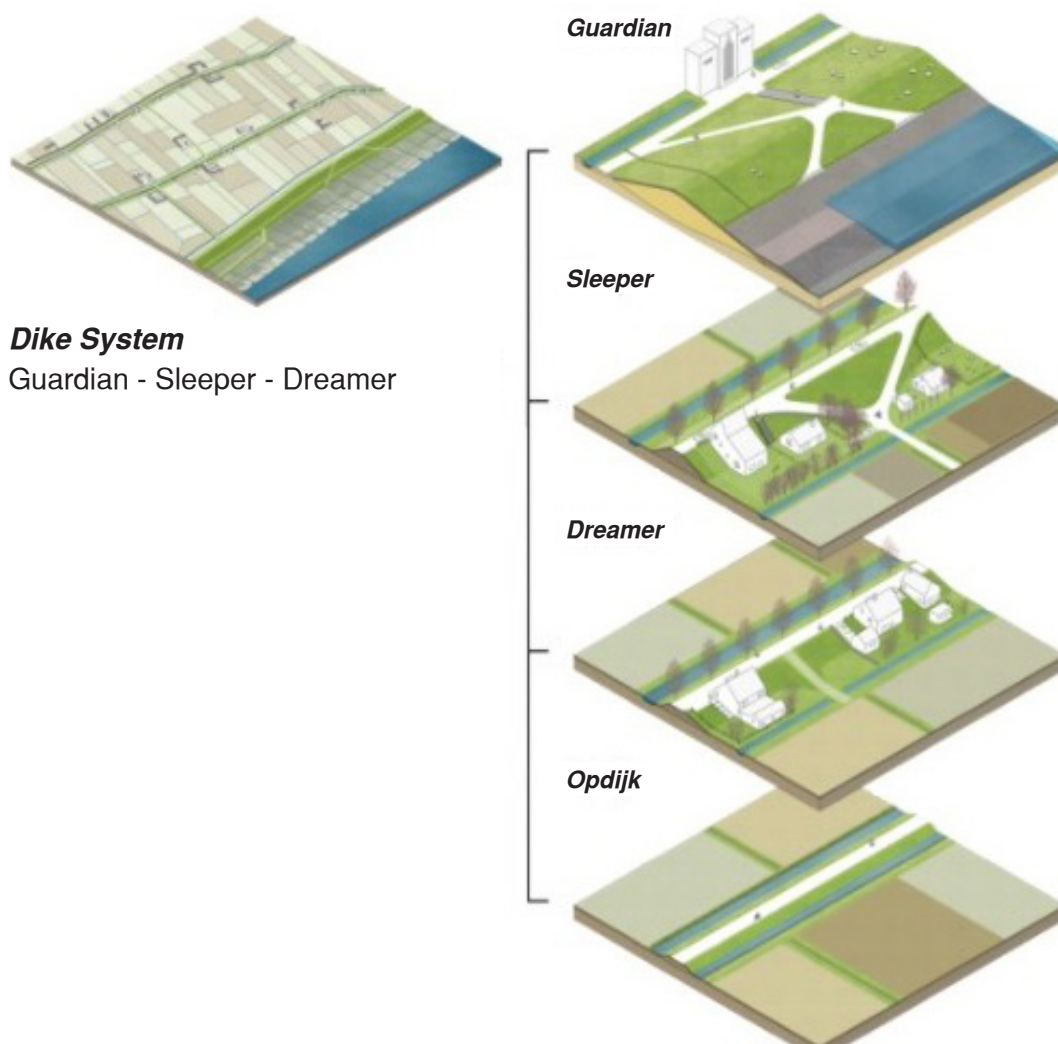 Guardian
Sleeper
Dike System
Guardian - Sleeper - Dreamer
Dreamer
Opdijk